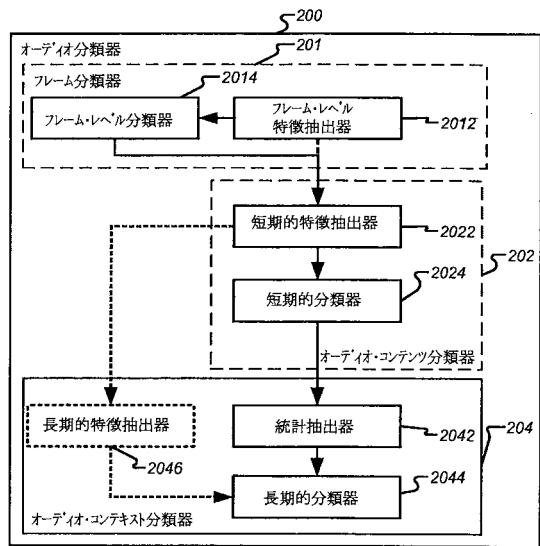 200
オーディオ分類器
201
フレーム分類器
2014
フレーム・レベル分類器
フレーム・レベル
特徴抽出器
2012
短期的特徴抽出器
2022
202
2024
短期的分類器
オーディオ・コンテンツ分類器
長期的特徴抽出器
2046
統計抽出器
2042
204
長期的分類器
2044
オーディオ・コンテキスト分類器